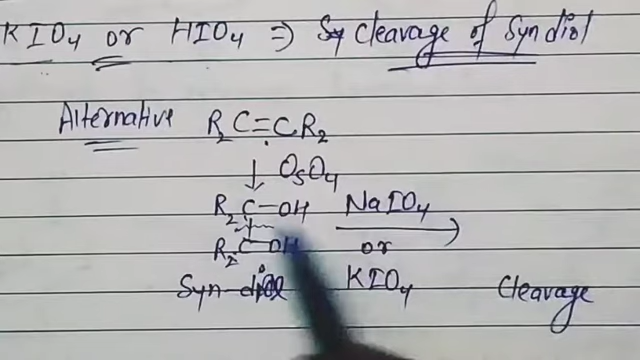 KIO4 or HIO4 ⇒ Cleavage of Syn diol
Alternative R2C=CR2
↓ OsO4
R2C-OH NaIO4
R2C-OH or
Syn-diol KIO4 Cleavage